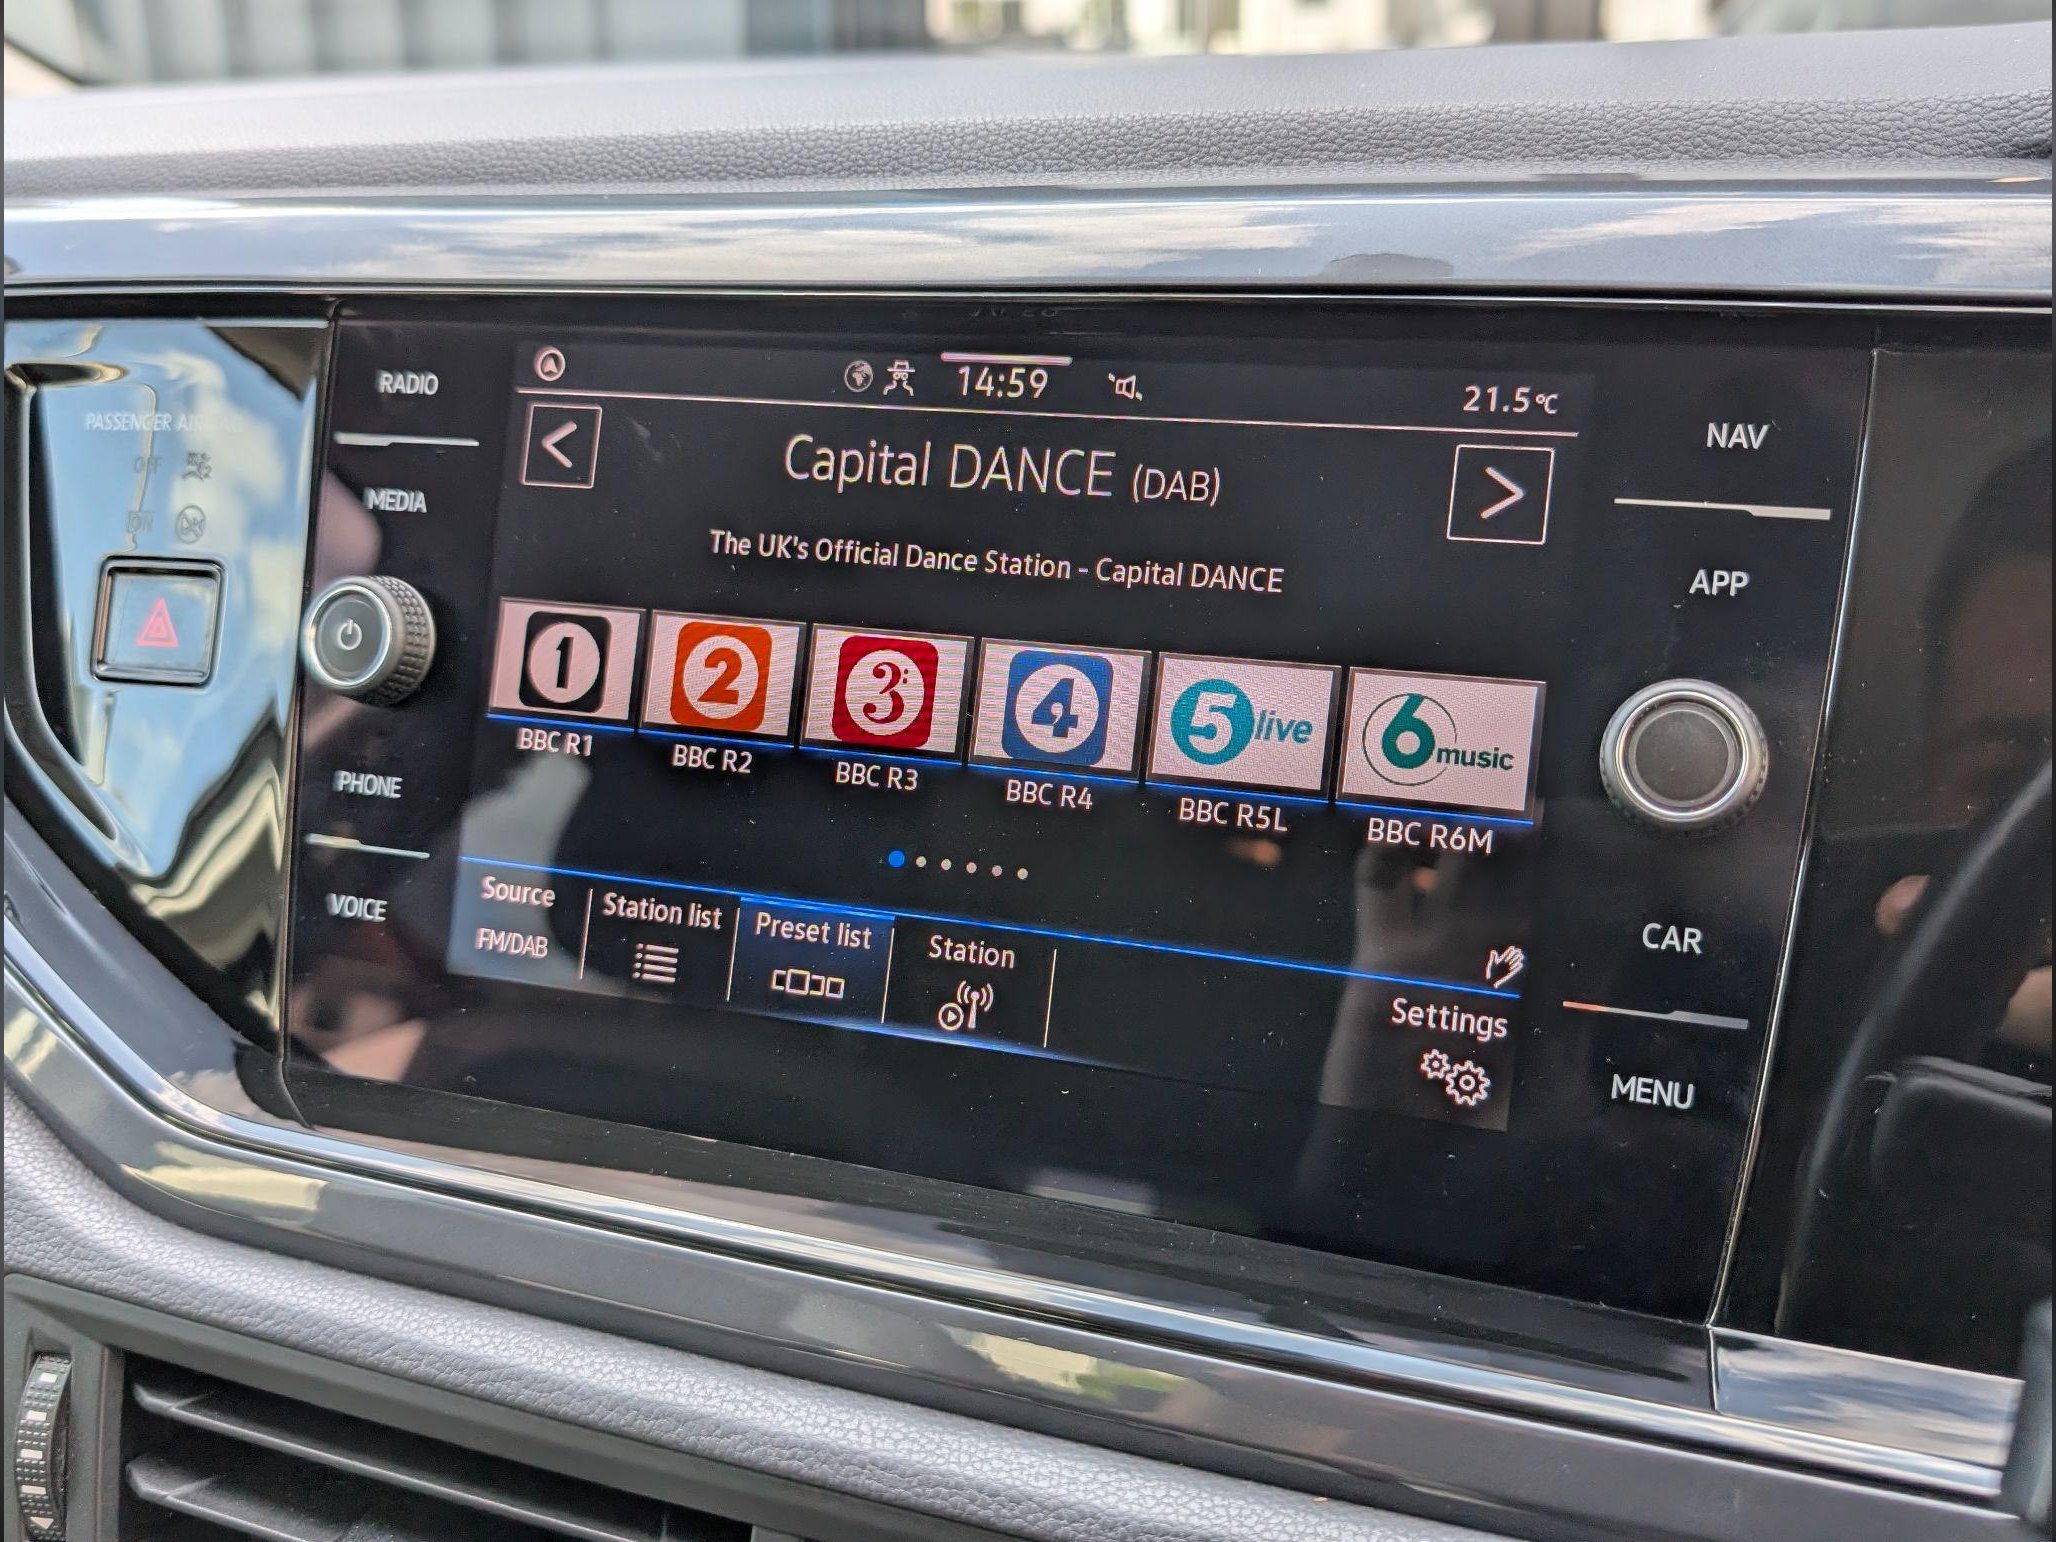 RADIO
MEDIA
PHONE
VOICE
PASSENGER AIRBAG
OFF
ON
14:59
21.5°C
<
Capital DANCE (DAB)
>
The UK's Official Dance Station - Capital DANCE
1 2 3 4 5 live 6 music
BBC R1 BBC R2 BBC R3 BBC R4 BBC R5L BBC R6M
Source Station list Preset list Station
FM/DAB
Settings
NAV
APP
CAR
MENU